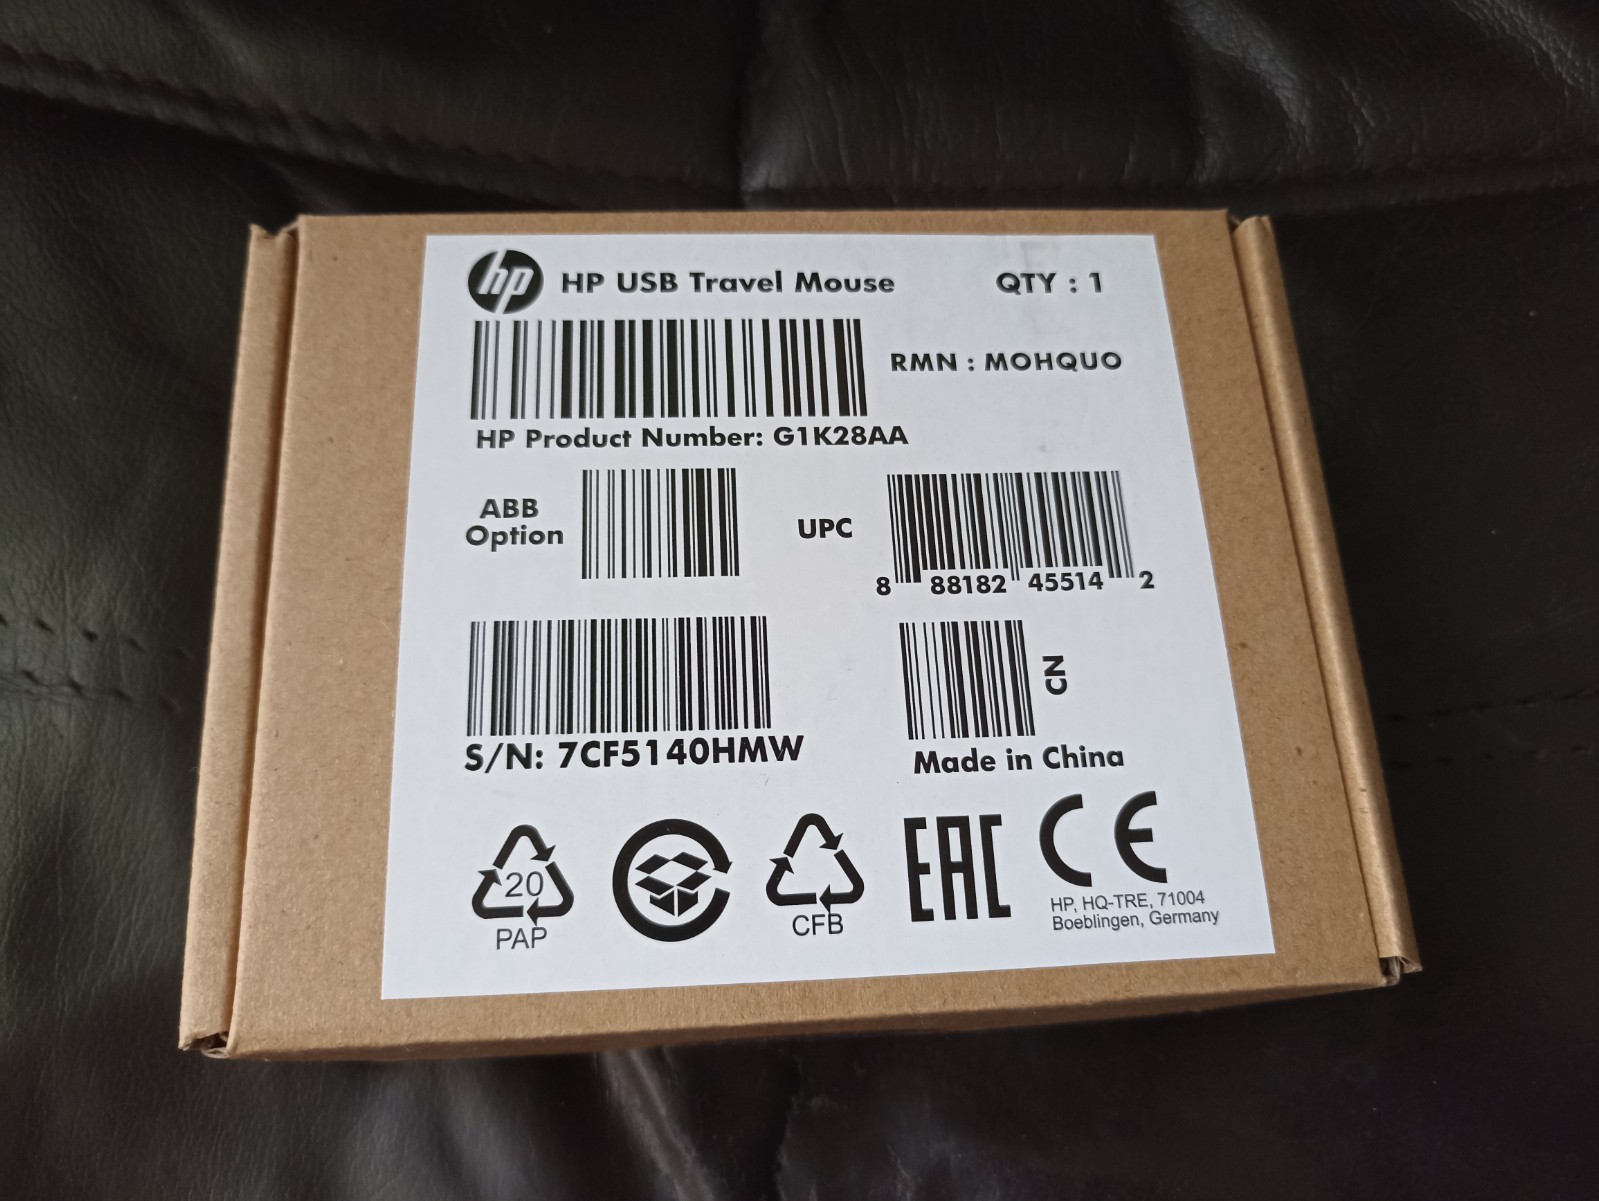 hp HP USB Travel Mouse QTY : 1
RMN : MOHQUO
HP Product Number: G1K28AA
ABB
Option
UPC
8 88182 45514 2
S/N: 7CF5140HMW
CN
Made in China
20
PAP
CFB
EAC CE
HP, HQ-TRE, 71004
Boeblingen, Germany